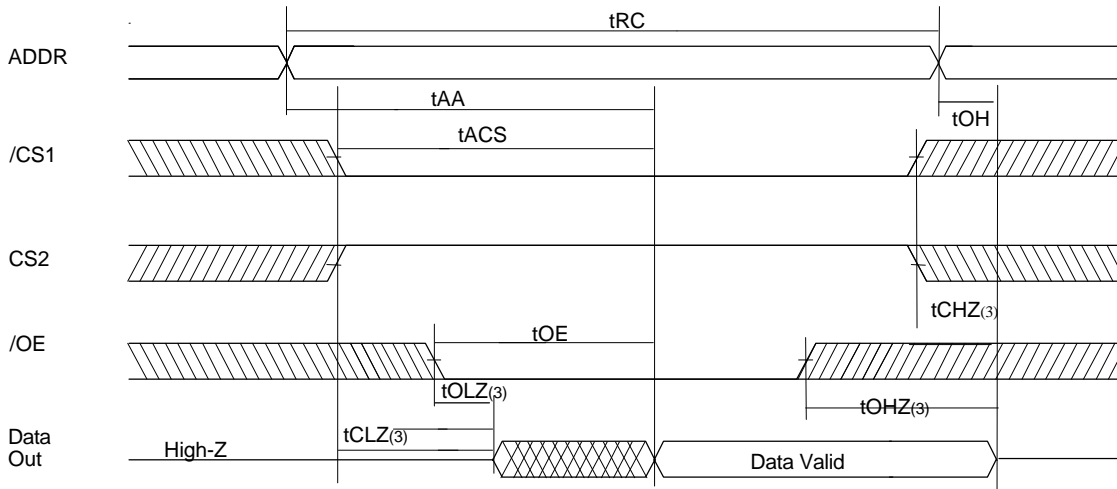 tRC
ADDR
tAA
tOH
tACS
/CS1
CS2
tCHZ(3)
/OE
tOE
tOLZ(3)
tOHZ(3)
tCLZ(3)
Data
Out
High-Z
Data Valid